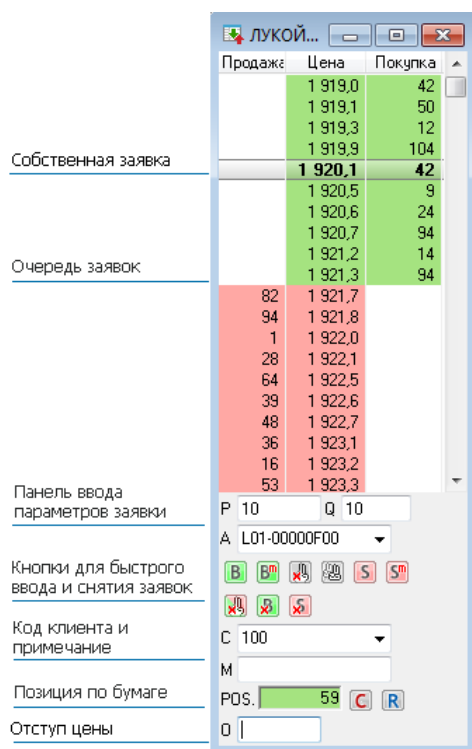 ЛУКОЙ...
Продажа Цена Покупка
1 919,0 42
1 919,1 50
1 919,3 12
1 919,9 104
Собственная заявка
1 920,1 42
1 920,5 9
1 920,6 24
1 920,7 94
1 921,2 14
Очередь заявок
1 921,3 94
82 1 921,7
94 1 921,8
1 1 922,0
28 1 922,1
64 1 922,5
39 1 922,6
48 1 922,7
36 1 923,1
16 1 923,2
53 1 923,3
Панель ввода
параметров заявки
P 10 Q 10
A L01-00000F00
Кнопки для быстрого
ввода и снятия заявок
B Bm S Sm
B S
Код клиента и
примечание
C 100
M
Позиция по бумаге
POS. 59 C R
Отступ цены
O